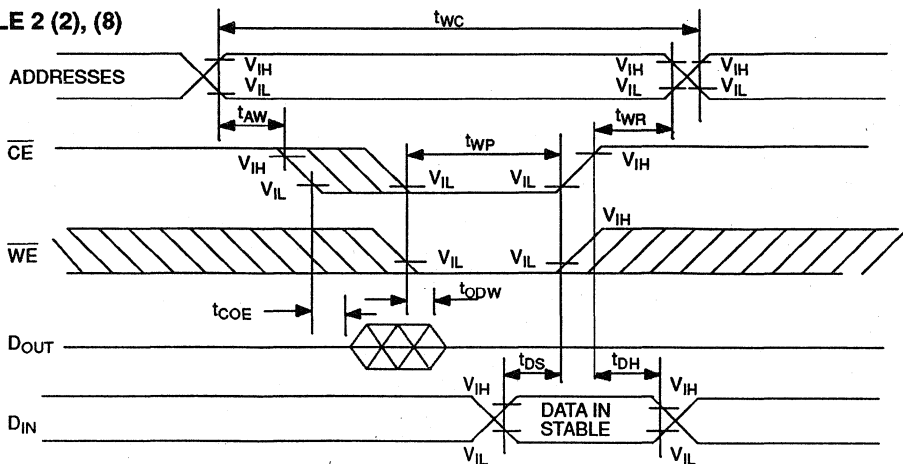 LE 2 (2), (8)
tWC
ADDRESSES
VIH
VIL
VIH
VIL
VIH
VIL
tAW
tWR
CE
VIH
VIL
tWP
VIL
VIL
VIH
WE
VIL
VIL
VIH
tCOE
tODW
DOUT
tDS
tDH
DIN
VIH
VIL
DATA IN
STABLE
VIH
VIL